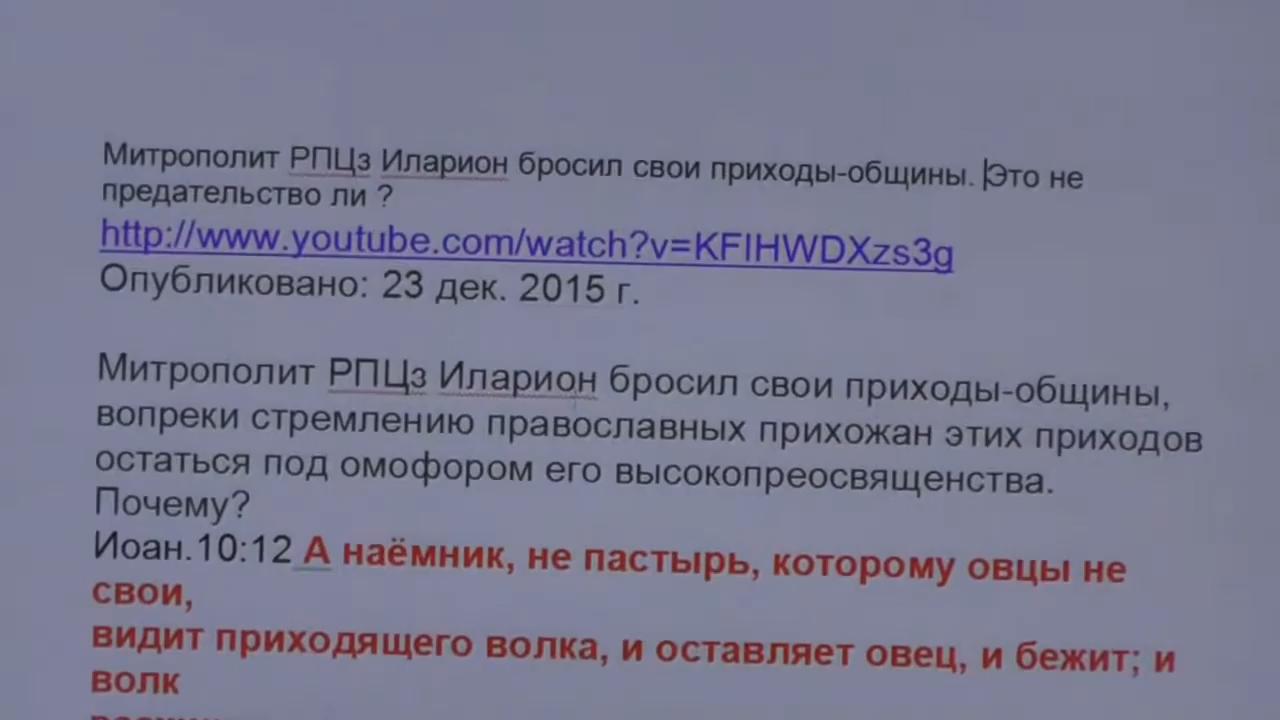 Митрополит РПЦз Иларион бросил свои приходы-общины. Это не
предательство ли ?
http://www.youtube.com/watch?v=KFIHWDXzs3g
Опубликовано: 23 дек. 2015 г.
Митрополит РПЦз Иларион бросил свои приходы-общины,
вопреки стремлению православных прихожан этих приходов
остаться под омофором его высокопреосвященства.
Почему?
Иоан.10:12 А наёмник, не пастырь, которому овцы не
свои,
видит приходящего волка, и оставляет овец, и бежит; и
волк